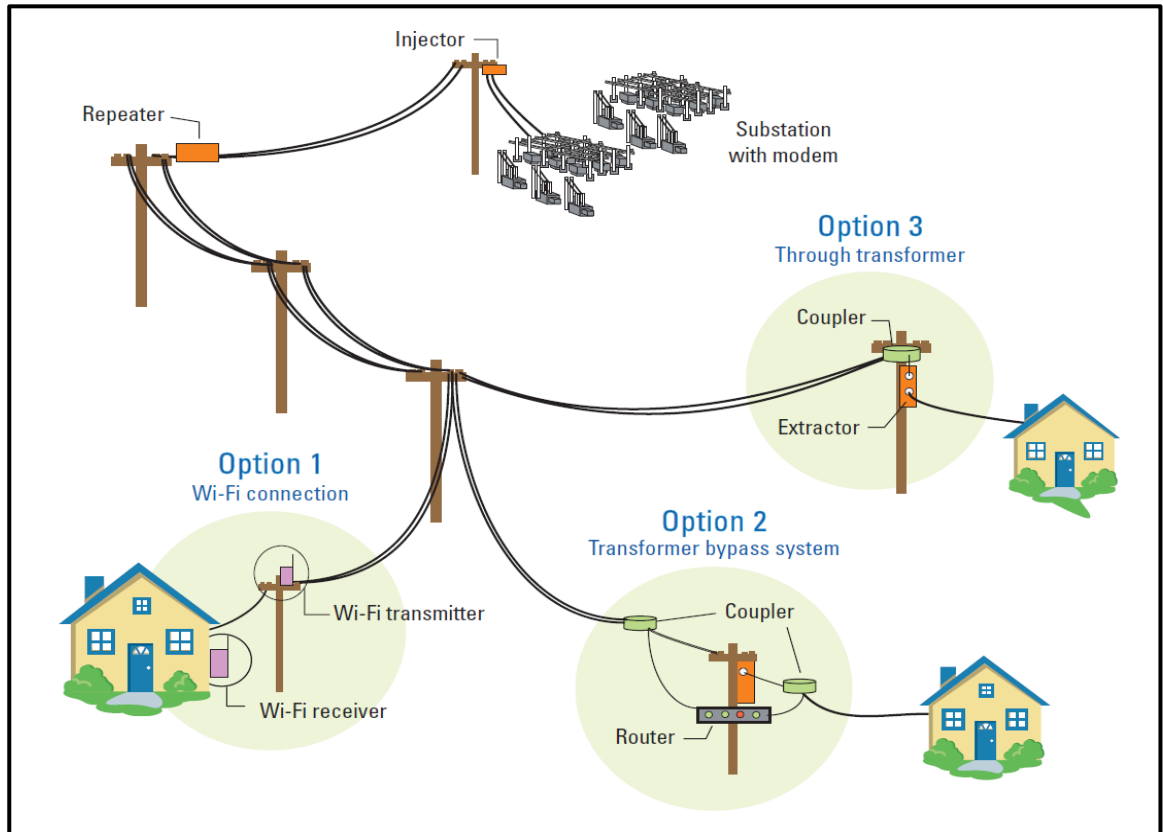 Injector
Repeater
Substation
with modem
Option 3
Through transformer
Coupler
Extractor
Option 1
Wi-Fi connection
Option 2
Transformer bypass system
Wi-Fi transmitter
Coupler
Wi-Fi receiver
Router